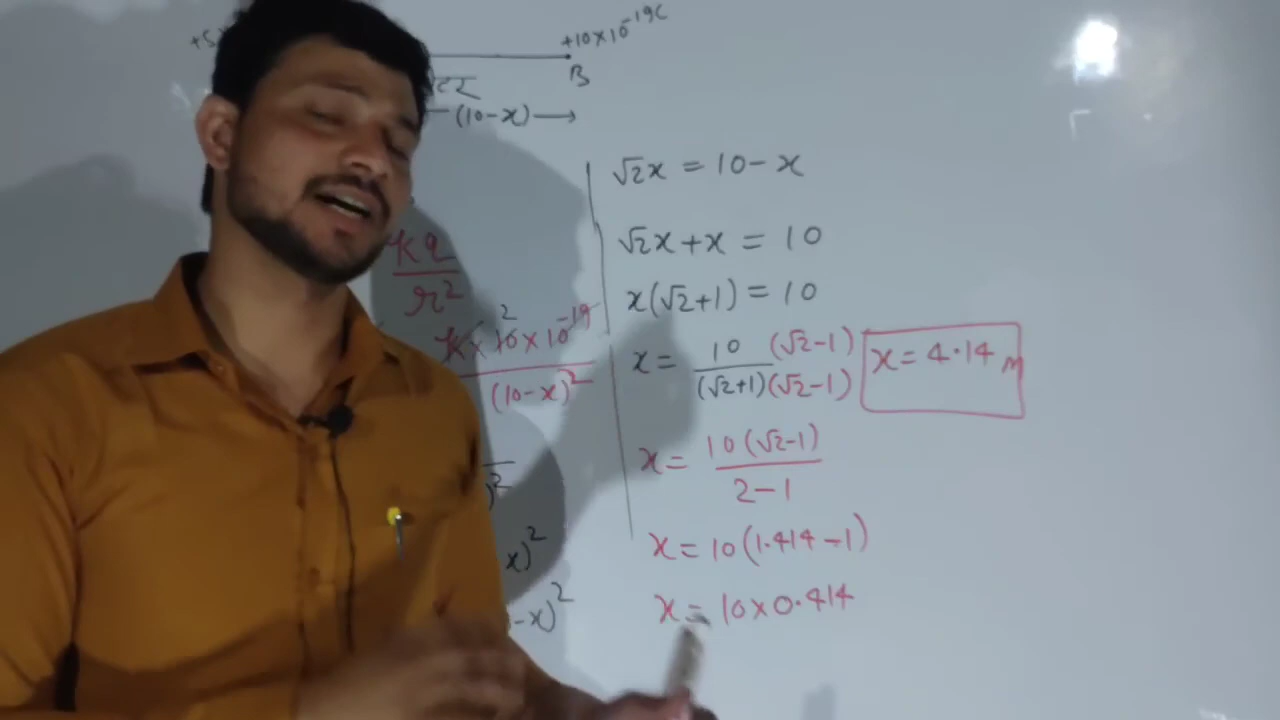 +5
+10×10⁻¹⁹C
B
(10-x)
kq/r²
k×10×10⁻¹⁹/(10-x)²
2
x)²
-x)²
√2x = 10-x
√2x+x = 10
x(√2+1) = 10
x = 10(√2-1)/(√2+1)(√2-1)
x = 4.14 m
x = 10(√2-1)/2-1
x = 10(1.414-1)
x = 10×0.414